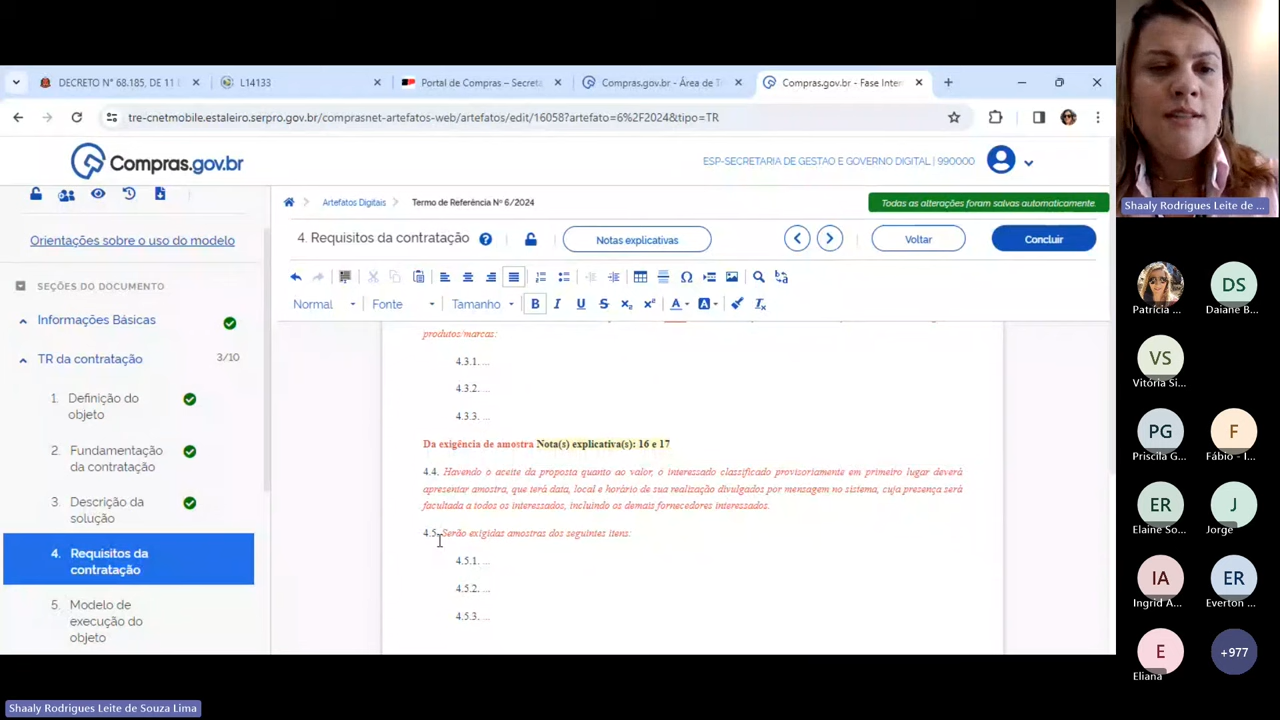 DECRETO N° 68.185, DE 11
L14133
Portal de Compras – Secret
Compras.gov.br - Área de T
Compras.gov.br - Fase Inter
tre-cnetmobile.estaleiro.serpro.gov.br/comprasnet-artefatos-web/artefatos/edit/16058?artefato=6%2F2024&tipo=TR
Compras.gov.br
ESP-SECRETARIA DE GESTAO E GOVERNO DIGITAL | 990000
Artefatos Digitais
Termo de Referência Nº 6/2024
Todas as alterações foram salvas automaticamente.
Orientações sobre o uso do modelo
4. Requisitos da contratação
Notas explicativas
Voltar
Concluir
SEÇÕES DO DOCUMENTO
Informações Básicas
TR da contratação
3/10
1. Definição do
objeto
2. Fundamentação
da contratação
3. Descrição da
solução
4. Requisitos da
contratação
5. Modelo de
execução do
objeto
Normal
Fonte
Tamanho
B I U S x₂ x² A A Tx
produtos/marcas:
4.3.1. ...
4.3.2. ...
4.3.3. ...
Da exigência de amostra Nota(s) explicativa(s): 16 e 17
4.4. Havendo o aceite da proposta quanto ao valor, o interessado classificado provisoriamente em primeiro lugar deverá
apresentar amostra, que terá data, local e horário de sua realização divulgados por mensagem no sistema, cuja presença será
facultada a todos os interessados, incluindo os demais fornecedores interessados.
4.5. Serão exigidas amostras dos seguintes itens:
4.5.1. ...
4.5.2. ...
4.5.3. ...
Shaaly Rodrigues Leite de ...
Patrícia ...
DS
Daiane B...
VS
Vitória Si...
PG
Priscila G...
F
Fábio - I...
ER
Elaine So...
J
Jorge
IA
Ingrid A...
ER
Everton ...
E
Eliana
+977
Shaaly Rodrigues Leite de Souza Lima